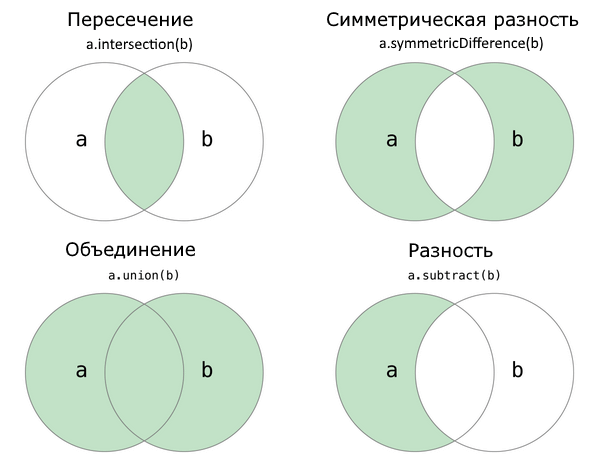 Пересечение
a.intersection(b)
a b
Симметрическая разность
a.symmetricDifference(b)
a b
Объединение
a.union(b)
a b
Разность
a.subtract(b)
a b